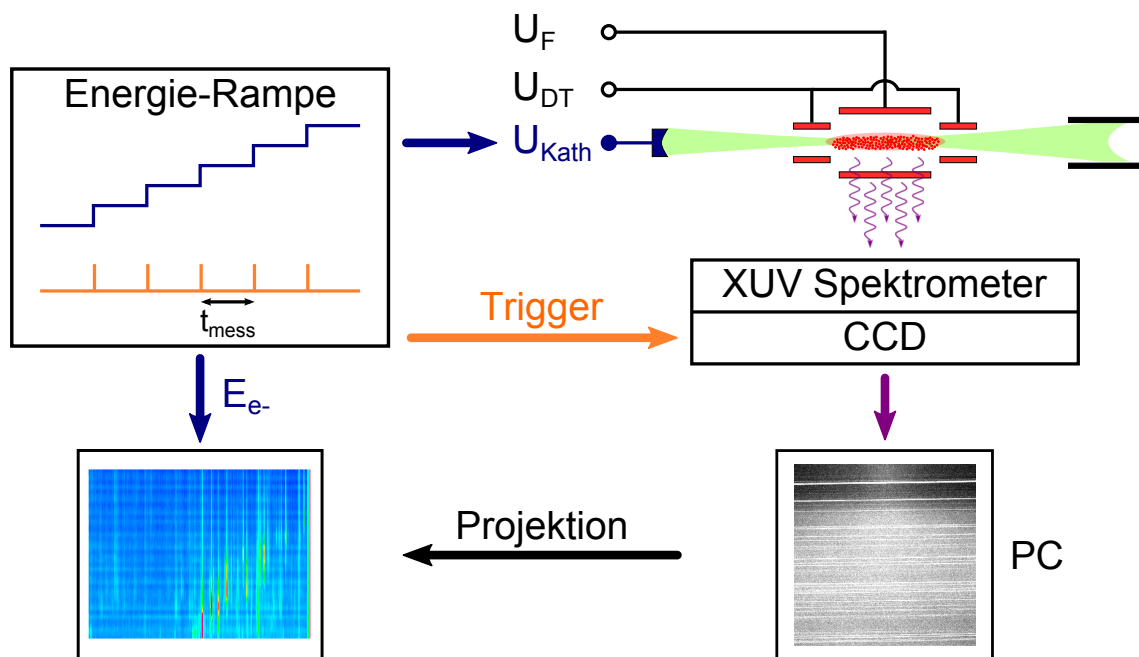 Energie-Rampe
t_mess
U_F
U_DT
U_Kath
Trigger
XUV Spektrometer
CCD
E_e-
Projektion
PC